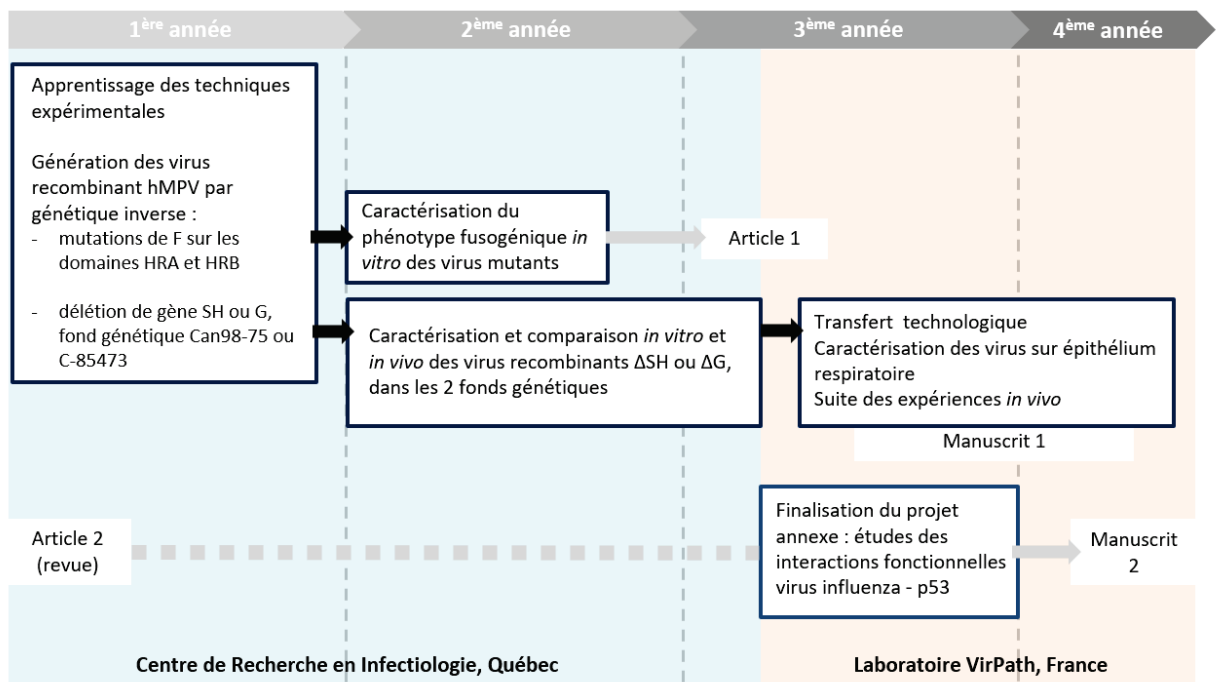 1ère année
2ème année
3ème année
4ème année
Apprentissage des techniques
expérimentales
Génération des virus
recombinant hMPV par
génétique inverse :
- mutations de F sur les
domaines HRA et HRB
- délétion de gène SH ou G,
fond génétique Can98-75 ou
C-85473
Caractérisation du
phénotype fusogénique in
vitro des virus mutants
Article 1
Caractérisation et comparaison in vitro et
in vivo des virus recombinants ΔSH ou ΔG,
dans les 2 fonds génétiques
Transfert technologique
Caractérisation des virus sur épithélium
respiratoire
Suite des expériences in vivo
Manuscrit 1
Article 2
(revue)
Finalisation du projet
annexe : études des
interactions fonctionnelles
virus influenza - p53
Manuscrit
2
Centre de Recherche en Infectiologie, Québec
Laboratoire VirPath, France